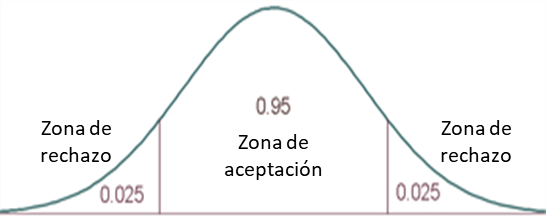 0.95
Zona de
rechazo
Zona de
aceptación
Zona de
rechazo
0.025
0.025